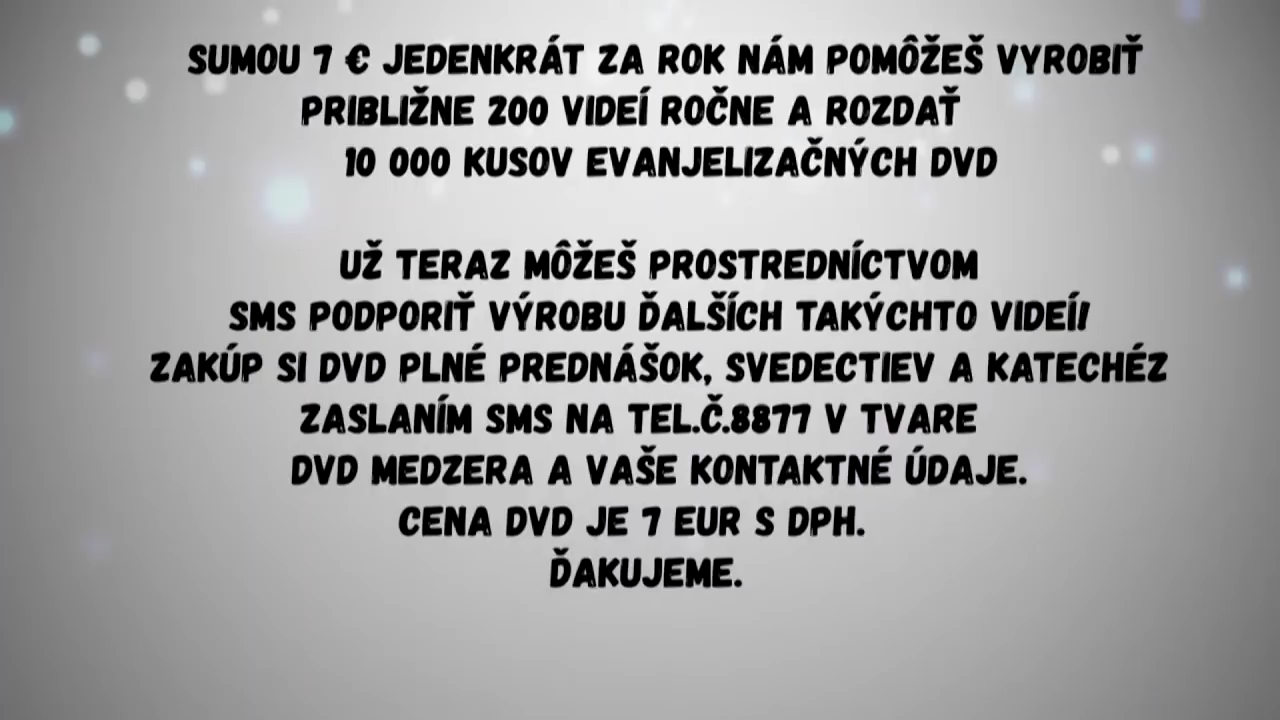 SUMOU 7 € JEDENKRÁT ZA ROK NÁM POMÔŽEŠ VYROBIŤ
PRIBLIŽNE 200 VIDEÍ ROČNE A ROZDAŤ
10 000 KUSOV EVANJELIZAČNÝCH DVD
UŽ TERAZ MÔŽEŠ PROSTREDNÍCTVOM
SMS PODPORIŤ VÝROBU ĎALŠÍCH TAKÝCHTO VIDEÍ!
ZAKÚP SI DVD PLNÉ PREDNÁŠOK, SVEDECTIEV A KATECHÉZ
ZASLANÍM SMS NA TEL.Č.8877 V TVARE
DVD MEDZERA A VAŠE KONTAKTNÉ ÚDAJE.
CENA DVD JE 7 EUR S DPH.
ĎAKUJEME.